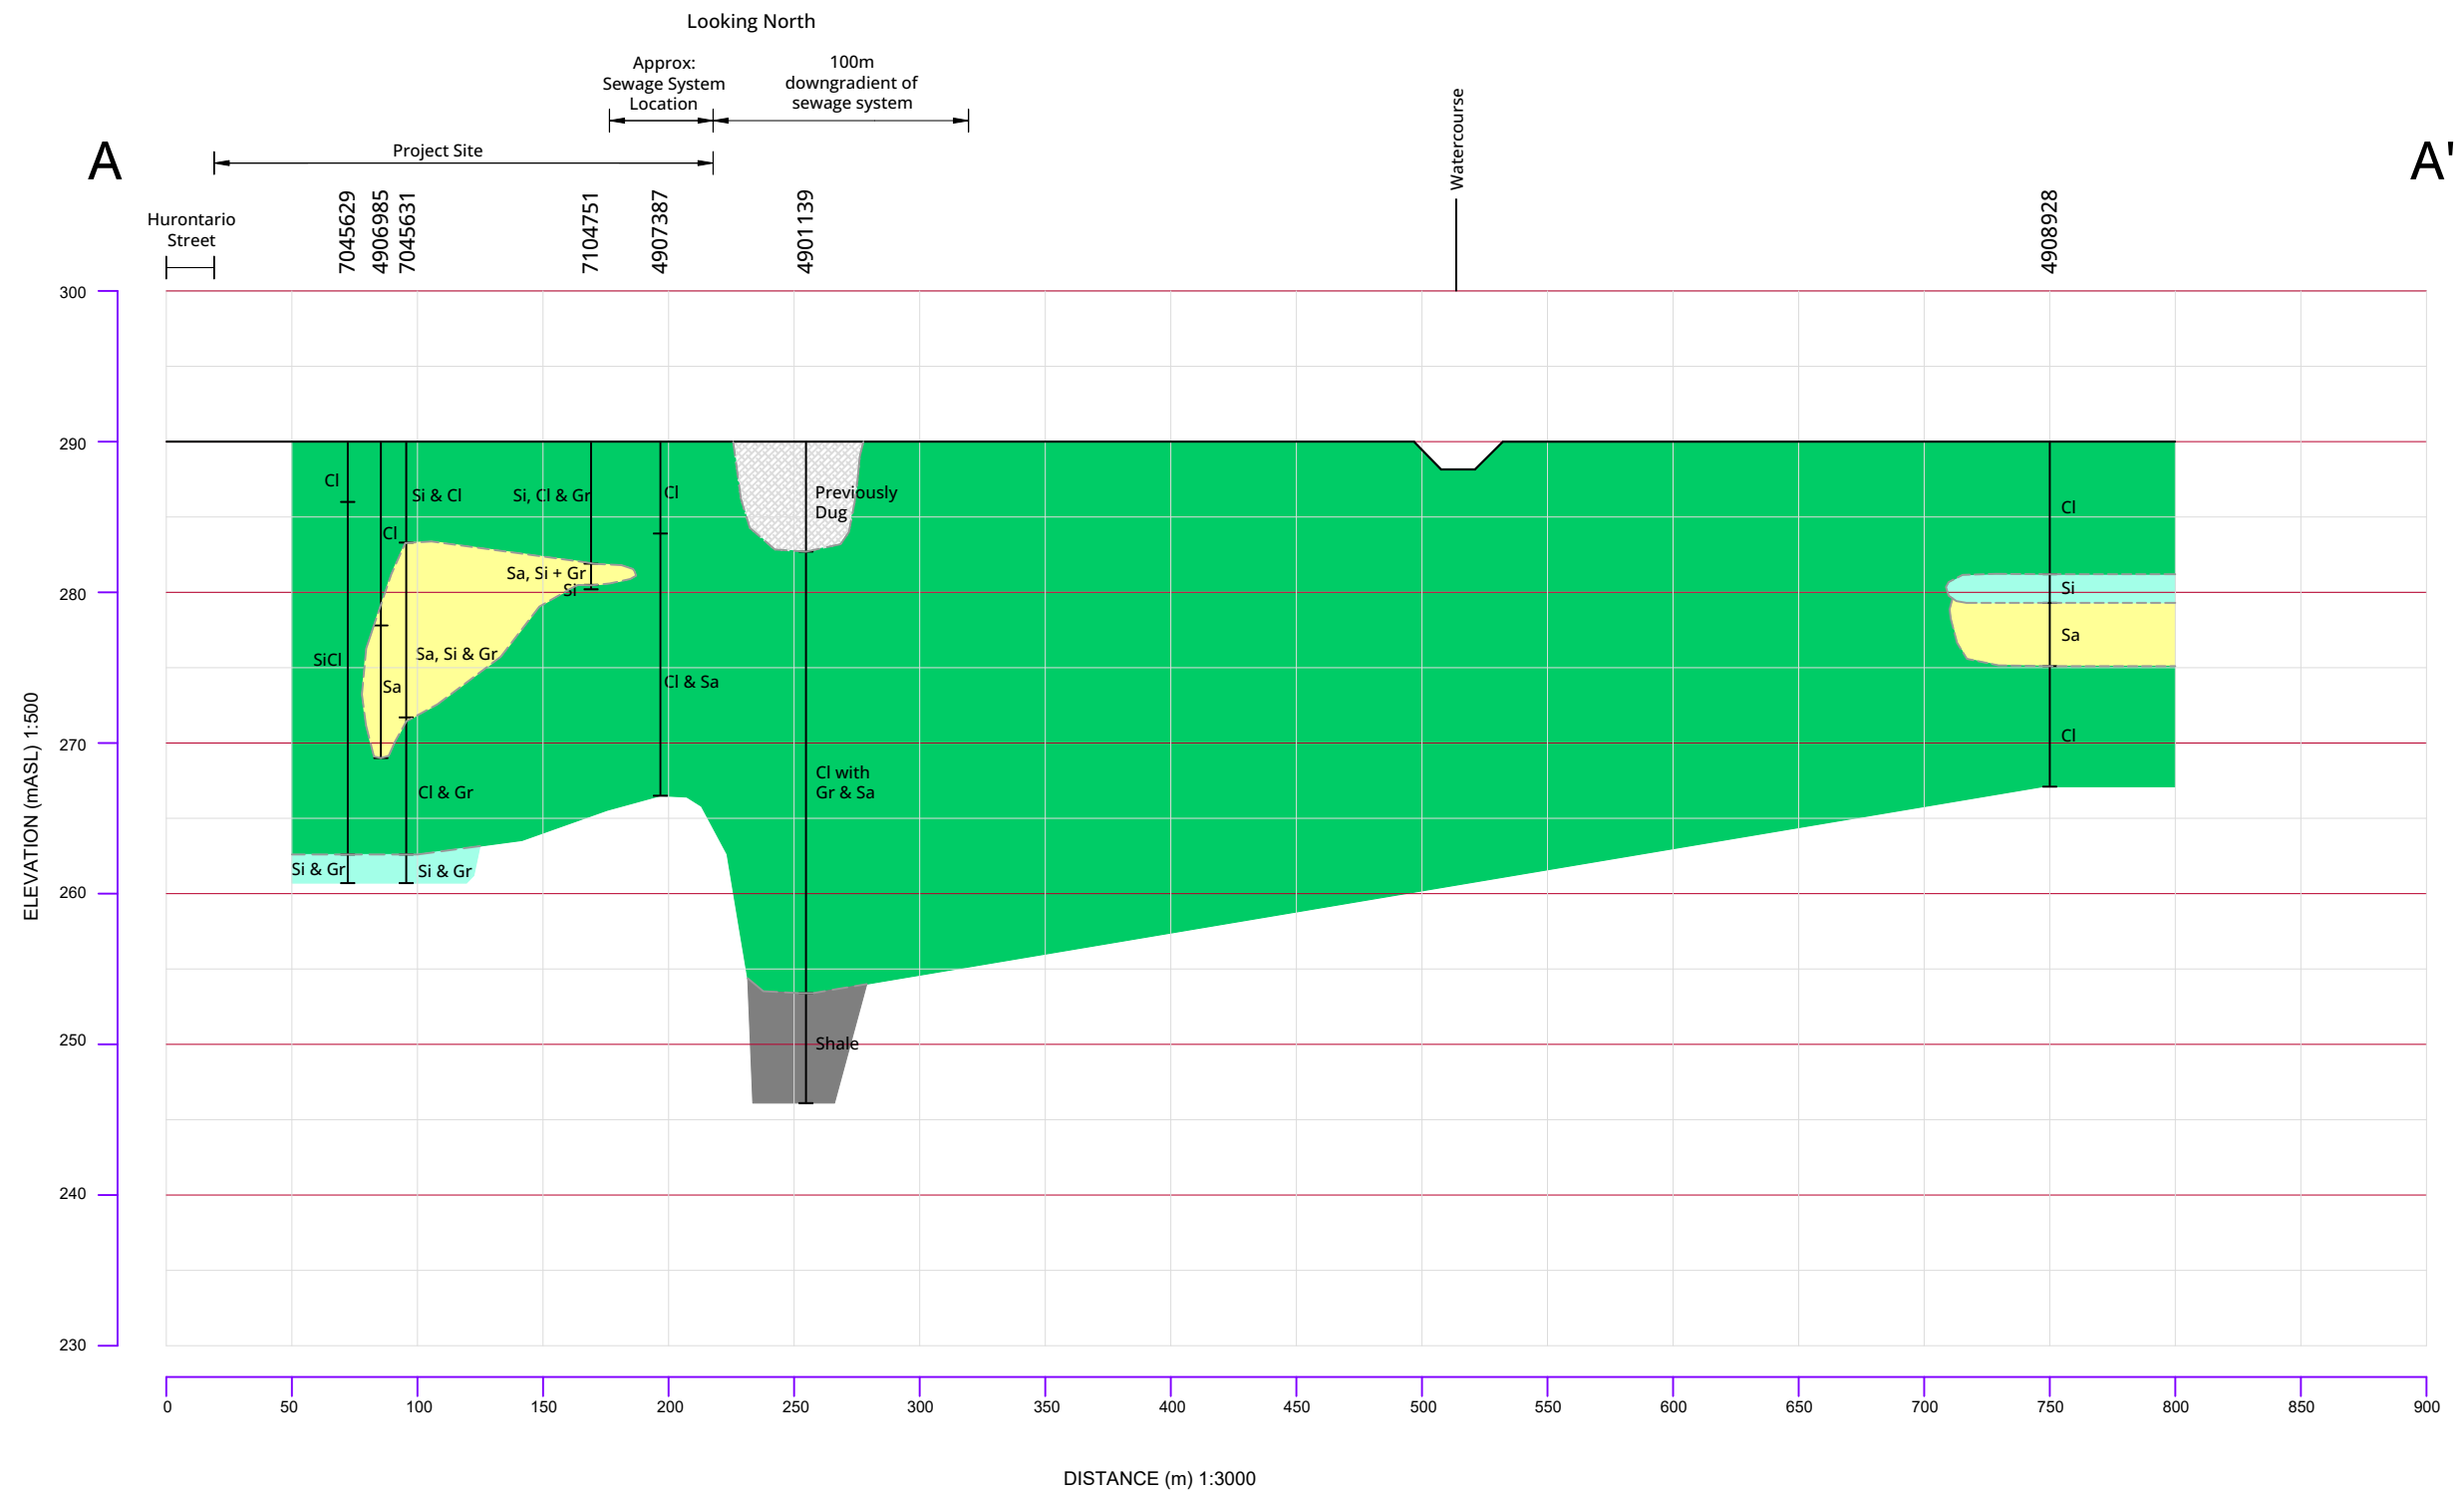 Looking North
Approx:
Sewage System
Location
100m
downgradient of
sewage system
Watercourse
A
A'
Project Site
Hurontario
Street
7045629
4906985
7045631
7104751
4907387
4901139
4908928
300
290
280
270
260
250
240
230
ELEVATION (mASL) 1:500
Cl
SiCl
Si & Gr
Cl
Sa
Si & Cl
Sa, Si & Gr
Cl & Gr
Si & Gr
Si, Cl & Gr
Sa, Si + Gr
Si
Cl
Cl & Sa
Previously
Dug
Cl with
Gr & Sa
Shale
Cl
Si
Sa
Cl
0
50
100
150
200
250
300
350
400
450
500
550
600
650
700
750
800
850
900
DISTANCE (m) 1:3000